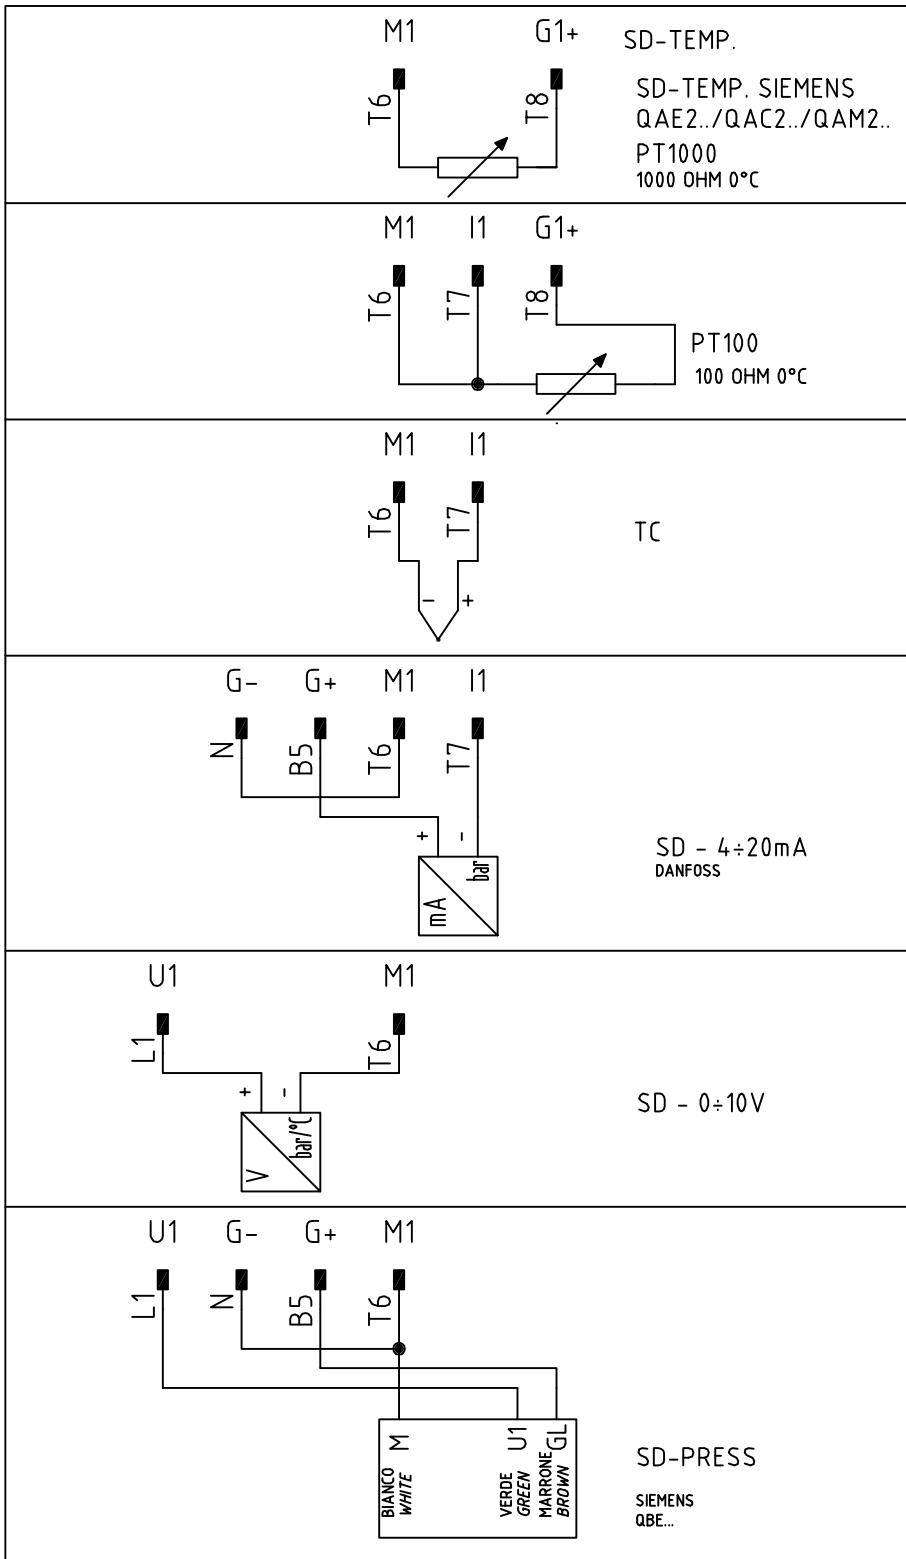 M1 G1+ SD-TEMP.
T6 T8 SD-TEMP. SIEMENS
QAE2../QAC2../QAM2..
PT1000
1000 OHM 0°C
M1 I1 G1+
T6 T7 T8
PT100
100 OHM 0°C
M1 I1
T6 T7
TC
- +
G- G+ M1 I1
N B5 T6 T7
+ -
mA bar
SD - 4÷20mA
DANFOSS
U1 M1
L1 T6
+ -
V bar/°C
SD - 0÷10V
U1 G- G+ M1
L1 N B5 T6
M U1 GL
BIANCO VERDE MARRONE
WHITE GREEN BROWN
SD-PRESS
SIEMENS
QBE...